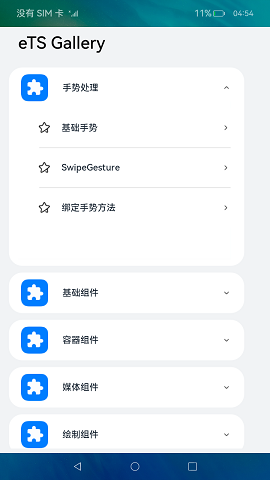 没有 SIM 卡 11% 04:54
eTS Gallery
手势处理
基础手势
SwipeGesture
绑定手势方法
基础组件
容器组件
媒体组件
绘制组件